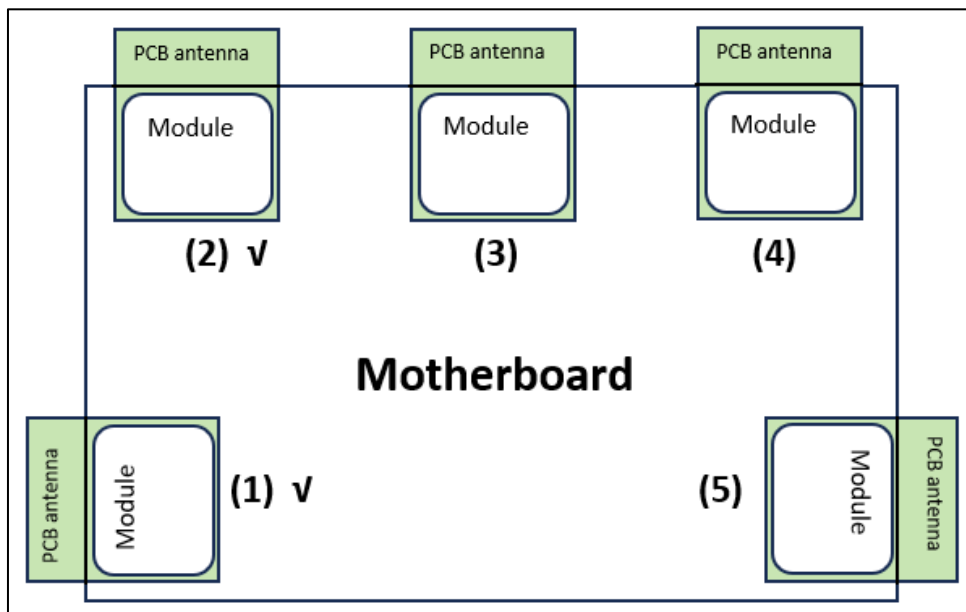 PCB antenna
PCB antenna
PCB antenna
Module
Module
Module
(2) √
(3)
(4)
Motherboard
PCB antenna
Module
(1) √
(5)
Module
PCB antenna